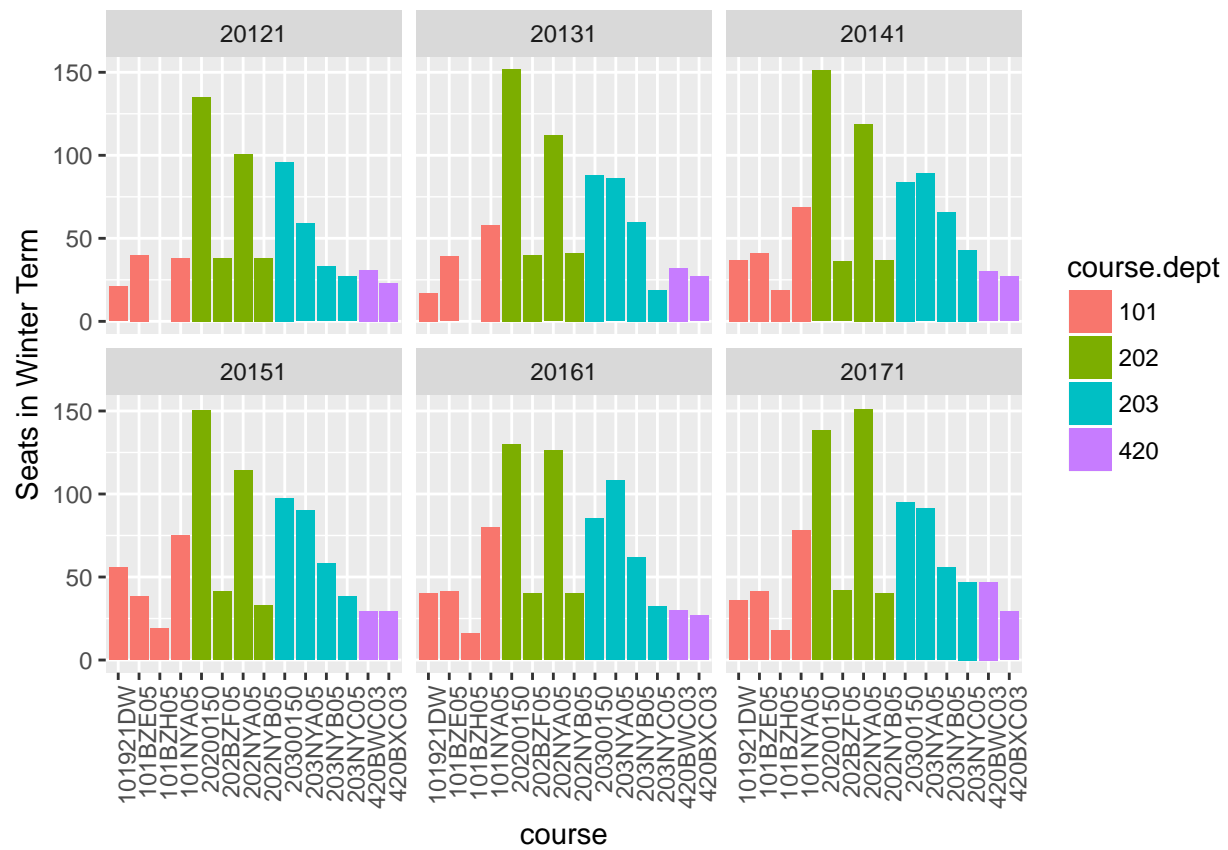 20121 20131 20141
150
100
50
0
Seats in Winter Term
20151 20161 20171
150
100
50
0
101921DW 101BZE05 101BZH05 101NYA05 20200150 202BZF05 202NYA05 202NYB05 20300150 203NYA05 203NYB05 203NYC05 420BWC03 420BXC03
101921DW 101BZE05 101BZH05 101NYA05 20200150 202BZF05 202NYA05 202NYB05 20300150 203NYA05 203NYB05 203NYC05 420BWC03 420BXC03
101921DW 101BZE05 101BZH05 101NYA05 20200150 202BZF05 202NYA05 202NYB05 20300150 203NYA05 203NYB05 203NYC05 420BWC03 420BXC03
course
course.dept
101
202
203
420